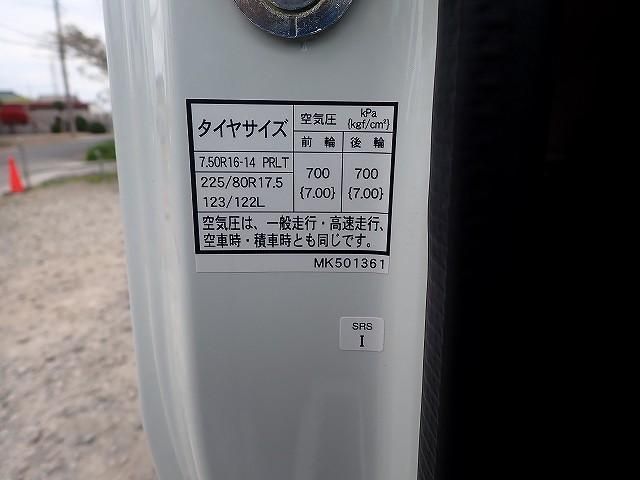 タイヤサイズ 空気圧 kPa {kgf/cm²}
前輪 後輪
7.50R16-14 PRLT 700 {7.00} 700 {7.00}
225/80R17.5
123/122L
空気圧は、一般走行・高速走行、
空車時・積車時とも同じです。
MK501361
SRS
I